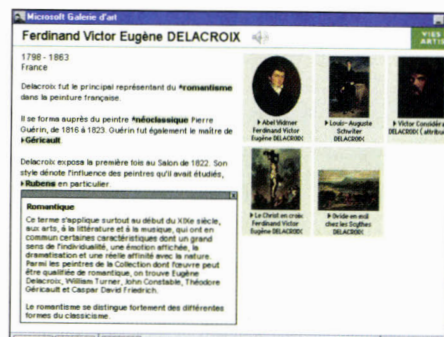 Microsoft Galerie d'art
Ferdinand Victor Eugène DELACROIX
VIES
ARTIS
1798 - 1863
France
Delacroix fut le principal représentant du *romantisme
dans la peinture française.
Il se forma auprès du peintre *néoclassique Pierre
Guérin, de 1816 à 1823. Guérin fut également le maître de
Géricault.
Delacroix exposa la première fois au Salon de 1822. Son
style dénote l'influence des peintres qu'il avait étudiés,
Rubens en particulier.
Romantique
Ce terme s'applique surtout au début du XIXe siècle,
aux arts, à la littérature et à la musique, qui ont en
commun certaines caractéristiques dont un grand
sens de l'individualité, une émotion affichée, la
dramatisation et une réelle affinité avec la nature.
Parmi les peintres de la Collection dont l'œuvre peut
être qualifiée de romantique, on trouve Eugène
Delacroix, William Turner, John Constable, Théodore
Géricault et Caspar David Friedrich.
Le romantisme se distingue fortement des différentes
formes du classicisme.
Abel Widmer
Ferdinand Victor
Eugène DELACROIX
Louis-Auguste
Schwiter
DELACROIX
Victor Considéra
DELACROIX (attribu
Le Christ en croix
Ferdinand Victor
Eugène DELACROIX
Ovide en exil
chez les Scythes
DELACROIX